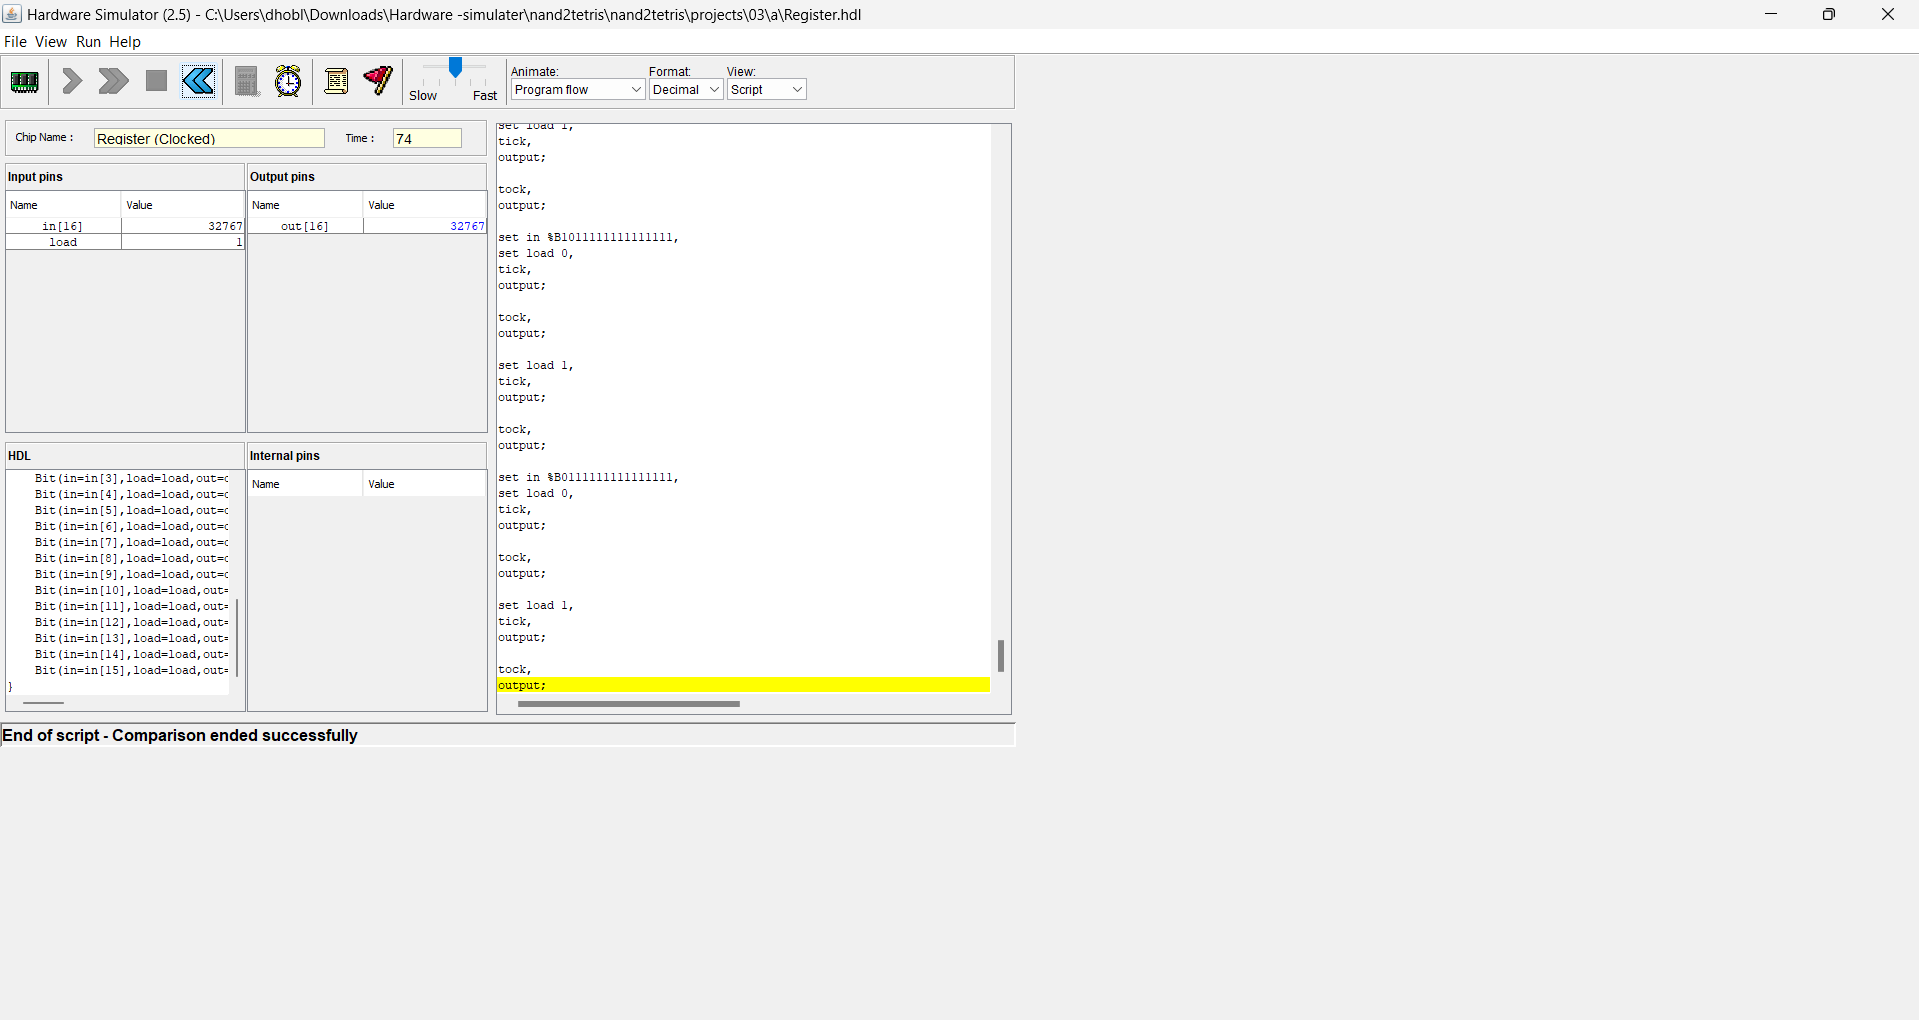 Hardware Simulator (2.5) - C:\Users\dhobl\Downloads\Hardware -simulater\nand2tetris\nand2tetris\projects\03\a\Register.hdl
File View Run Help
Slow Fast
Animate: Format: View:
Program flow Decimal Script
Chip Name : Register (Clocked) Time : 74
Input pins
Name Value
in[16] 32767
load 1
Output pins
Name Value
out[16] 32767
HDL
Bit(in=in[3],load=load,out=
Bit(in=in[4],load=load,out=
Bit(in=in[5],load=load,out=
Bit(in=in[6],load=load,out=
Bit(in=in[7],load=load,out=
Bit(in=in[8],load=load,out=
Bit(in=in[9],load=load,out=
Bit(in=in[10],load=load,out=
Bit(in=in[11],load=load,out=
Bit(in=in[12],load=load,out=
Bit(in=in[13],load=load,out=
Bit(in=in[14],load=load,out=
Bit(in=in[15],load=load,out=
}
Internal pins
Name Value
set load 1,
tick,
output;
tock,
output;
set in %B1011111111111111,
set load 0,
tick,
output;
tock,
output;
set load 1,
tick,
output;
tock,
output;
set in %B0111111111111111,
set load 0,
tick,
output;
tock,
output;
set load 1,
tick,
output;
tock,
output;
End of script - Comparison ended successfully